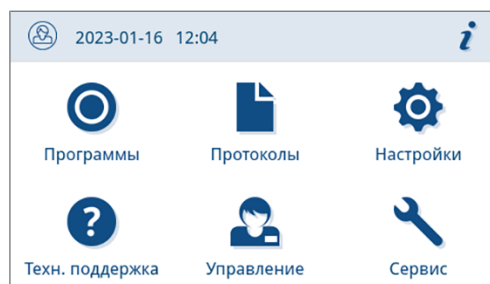 2023-01-16 12:04
Программы Протоколы Настройки
Техн. поддержка Управление Сервис